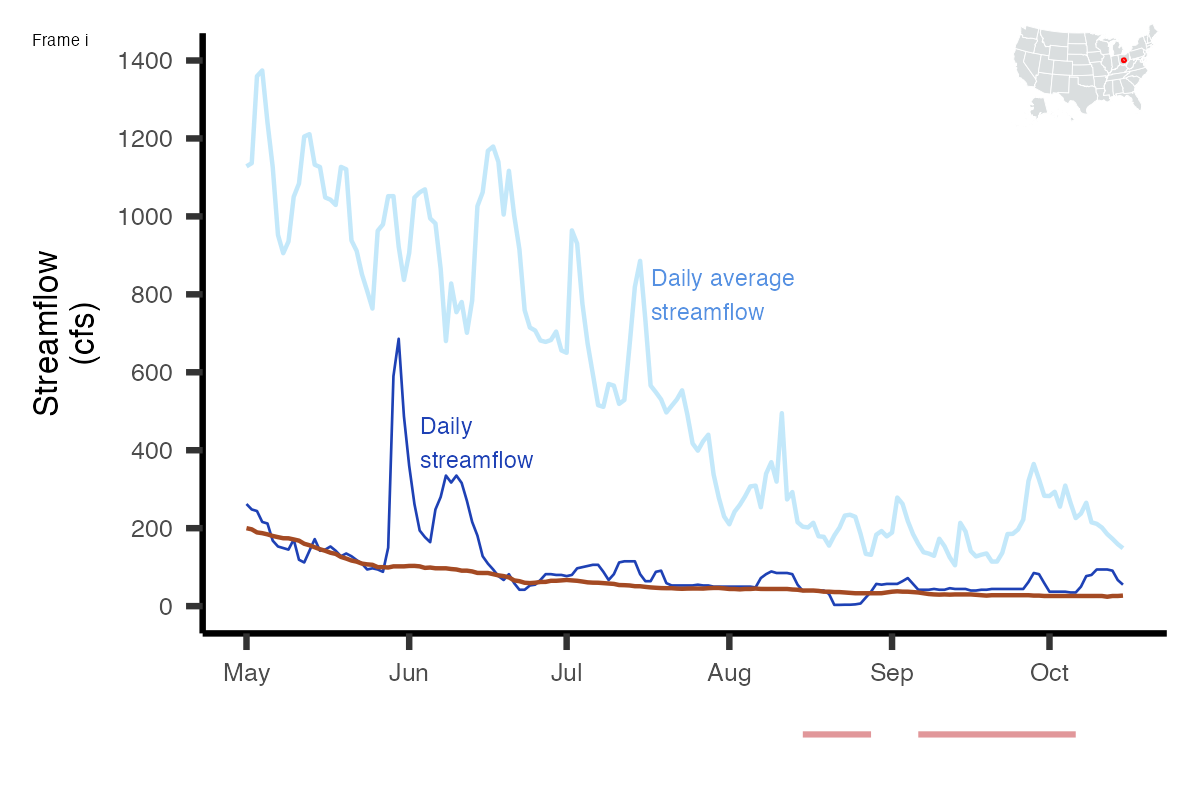 Frame i
1400
1200
1000
800
600
400
200
0
Streamflow
(cfs)
Daily average
streamflow
Daily
streamflow
May
Jun
Jul
Aug
Sep
Oct